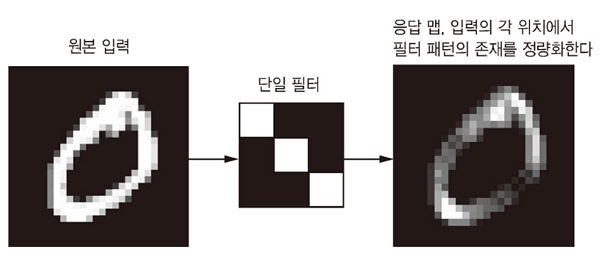 원본 입력
단일 필터
응답 맵, 입력의 각 위치에서
필터 패턴의 존재를 정량화한다